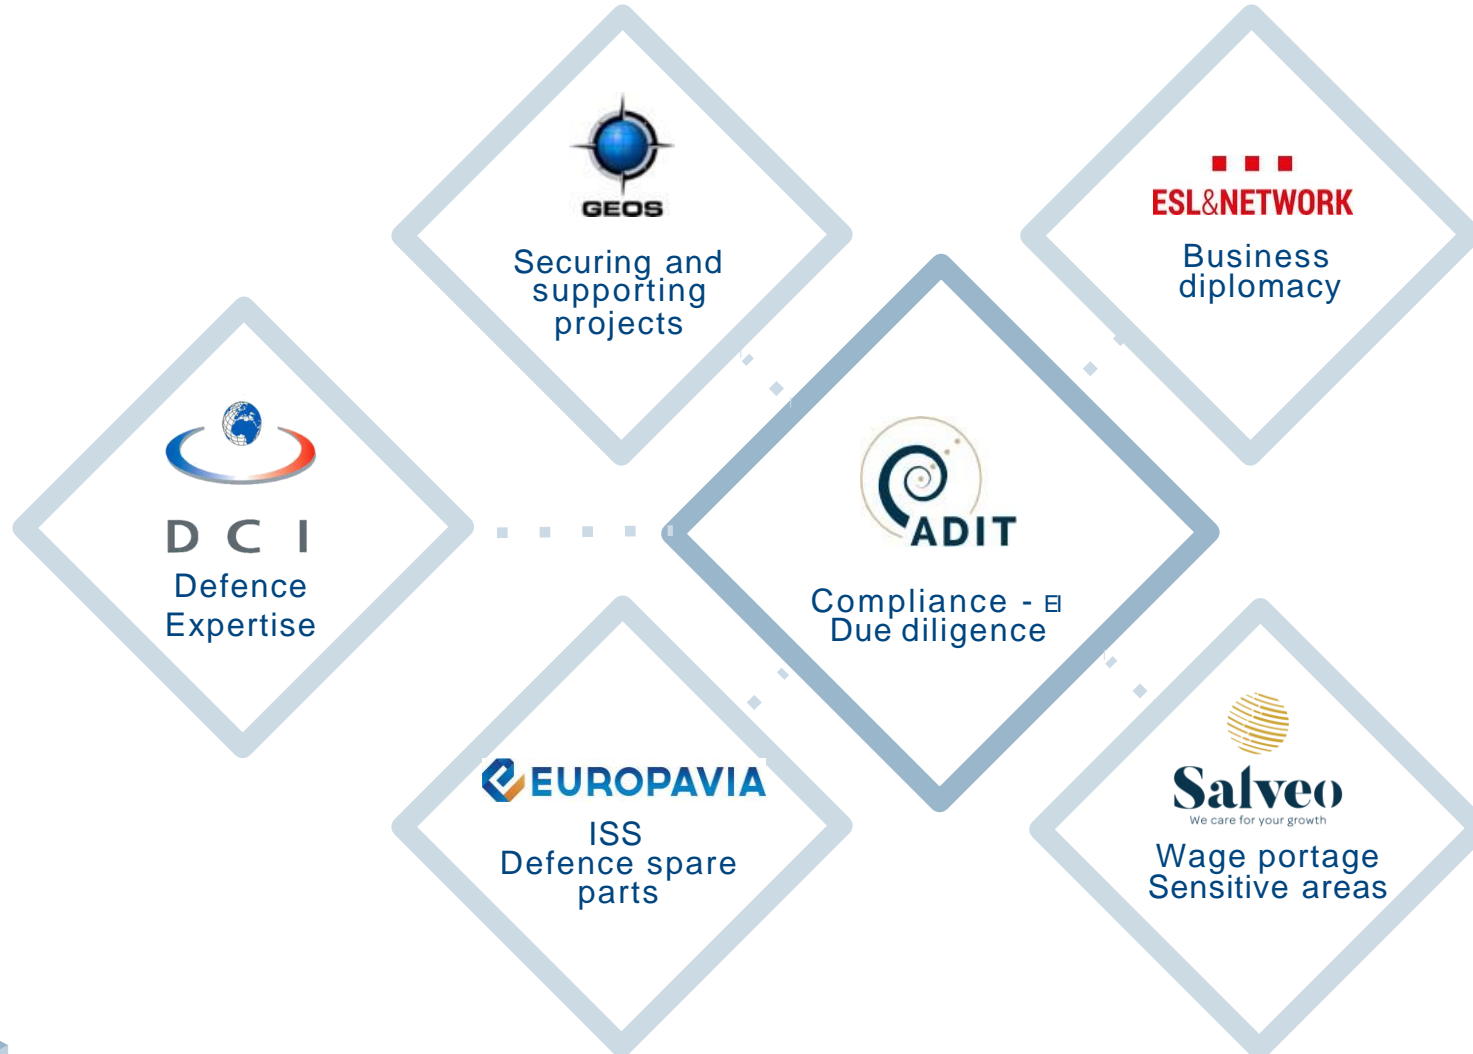 GEOS
Securing and
supporting
projects
ESL&NETWORK
Business
diplomacy
D C I
Defence
Expertise
ADIT
Compliance - EI
Due diligence
EUROPAVIA
ISS
Defence spare
parts
Salveo
We care for your growth
Wage portage
Sensitive areas